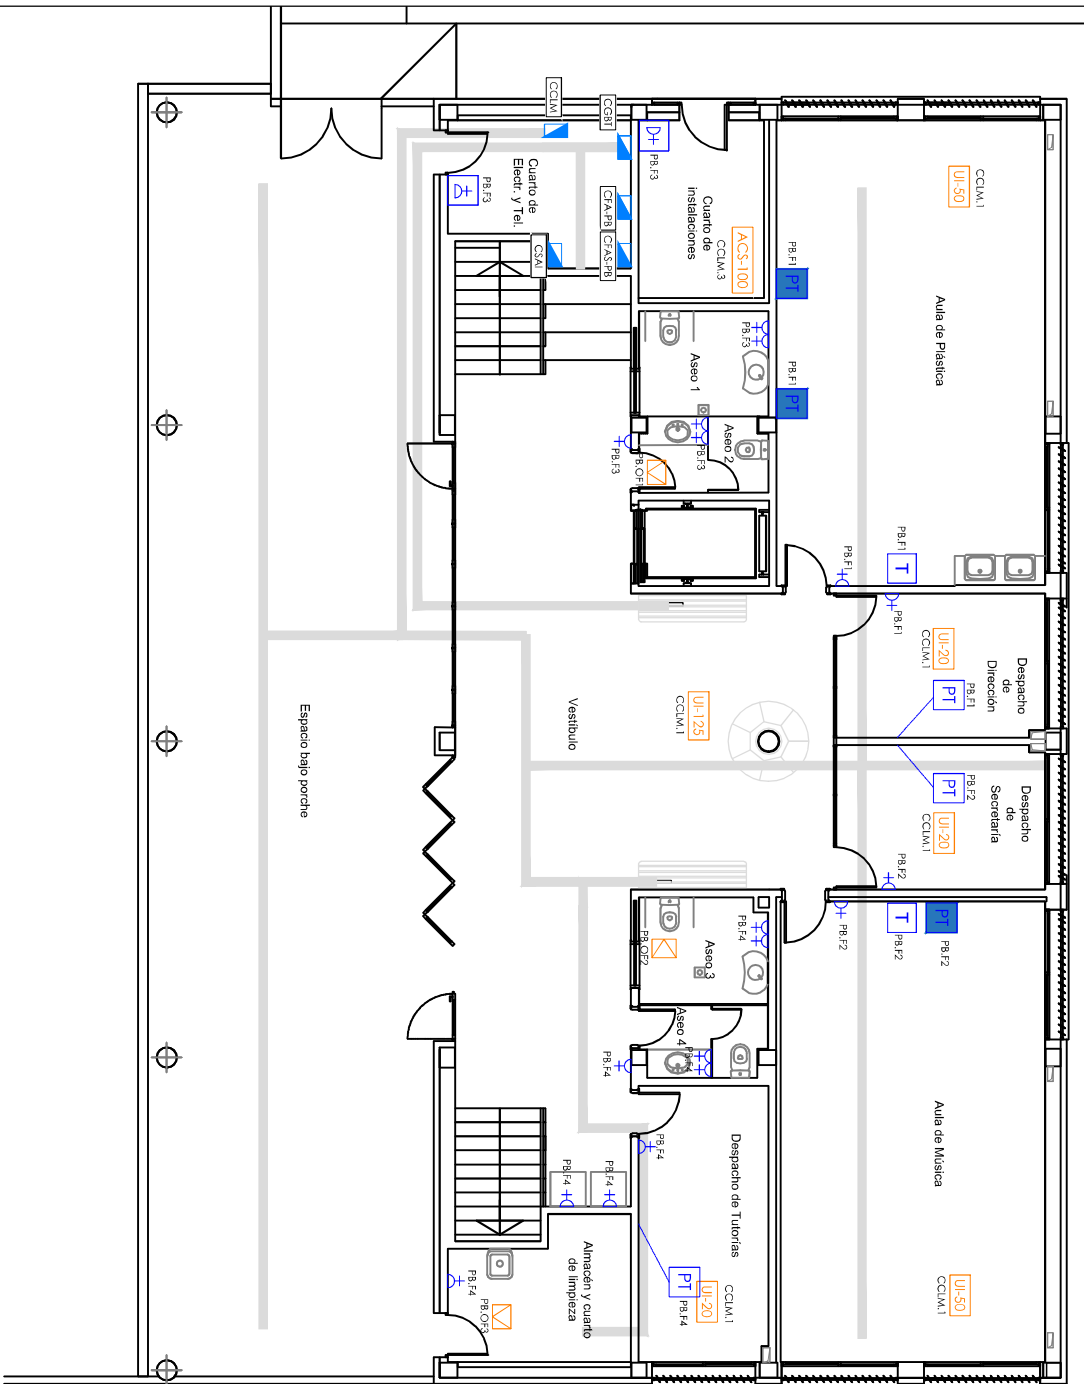 CCLM
CGBT
CFA-PB
CFAS-PB
CSAI
Cuarto de
Electr. y Tel.
PB.F3
PB.F3
Cuarto de
instalaciones
CCLM.3
ACS-100
CCLM.1
UI-50
PB.F1
PT
Aula de Plástica
PB.F1
PT
PB.F3
Aseo 1
Aseo 2
PB.F3
PB.F3
PB.OF1
PB.F1
PB.F1
T
PB.F1
UI-20
CCLM.1
Despacho
de
Dirección
PB.F1
PT
UI-125
CCLM.1
Vestíbulo
Espacio bajo porche
PB.F2
PT
Despacho
de
Secretaría
UI-20
CCLM.1
PB.F2
PB.F2
T
PB.F2
PT
PB.F2
PB.F4
Aseo 3
PB.OF2
Aseo 4
PB.F4
PB.F4
PB.F4
Aula de Música
Despacho de Tutorías
PB.F4
PB.F4
CCLM.1
UI-20
PT
PB.F4
CCLM.1
UI-50
Almacén y cuarto
de limpieza
PB.F4
PB.OF3